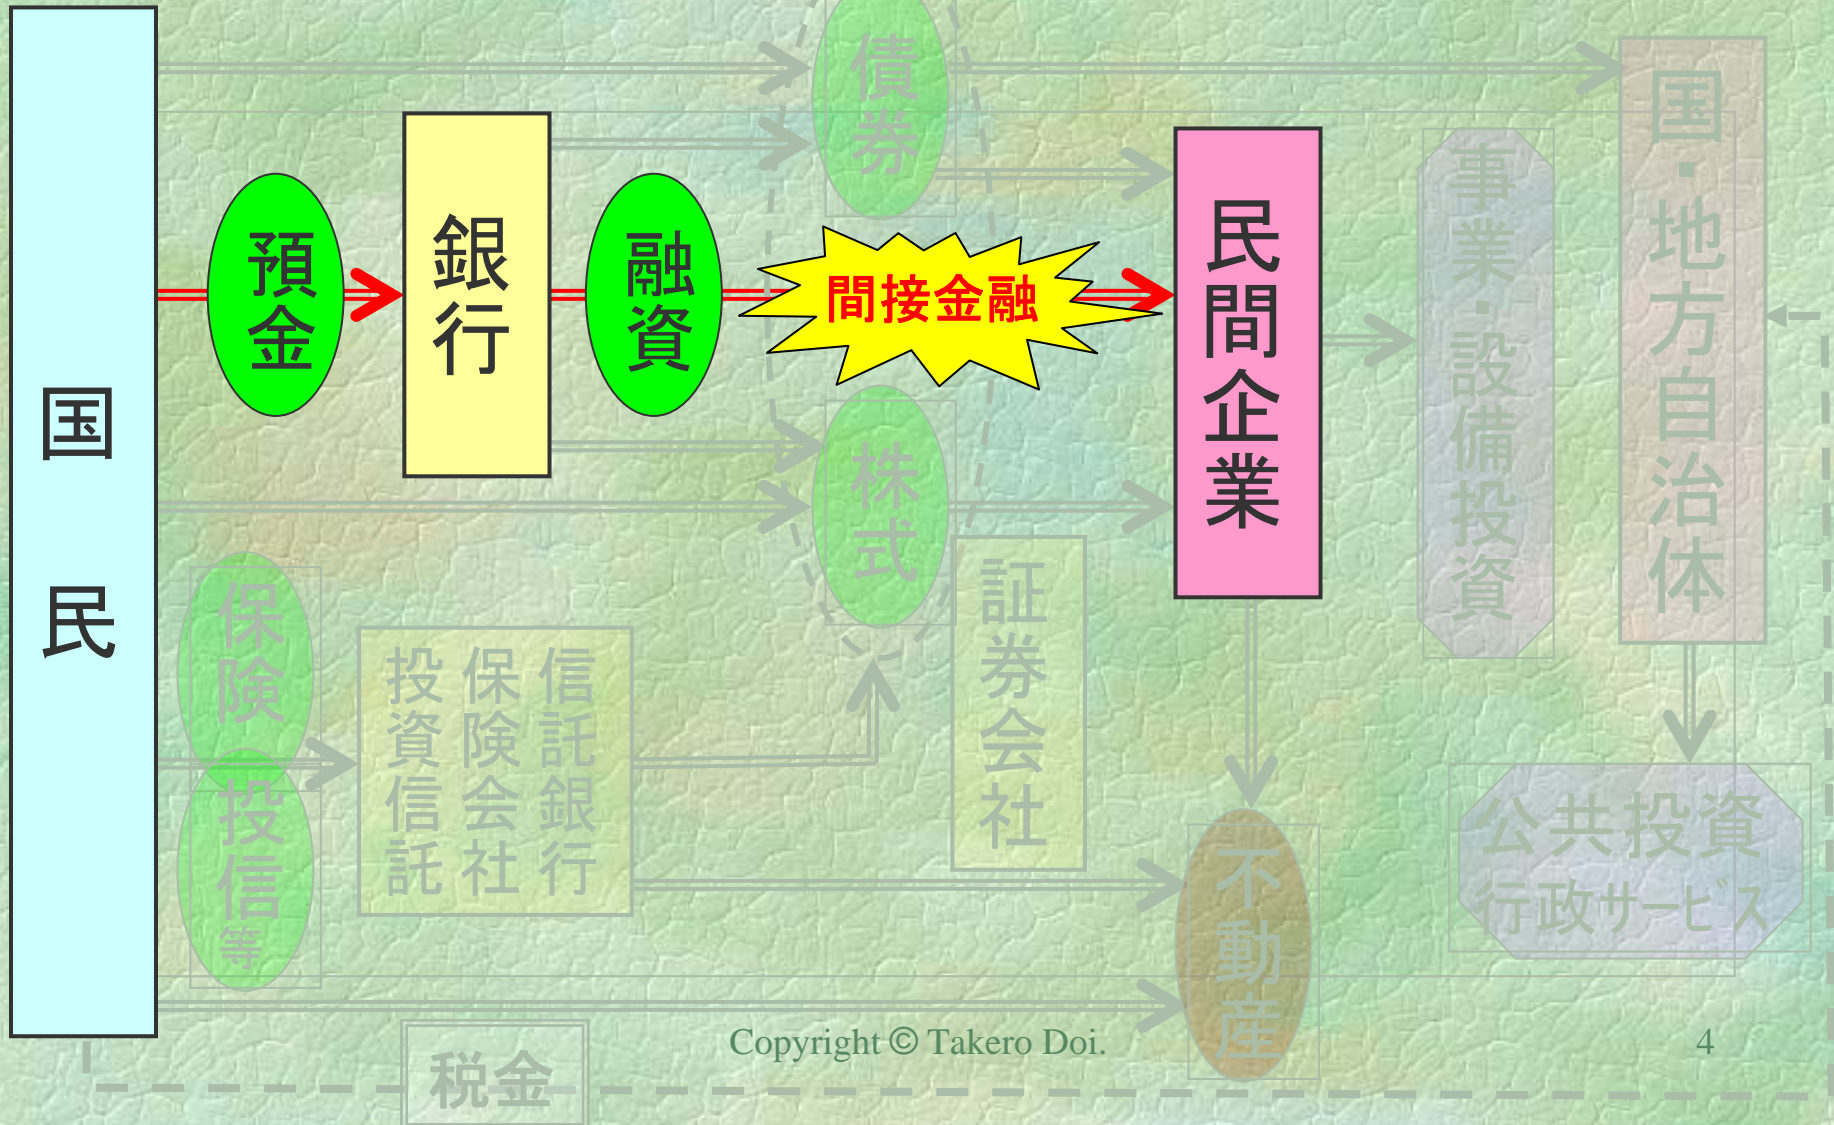 国民
預金
銀行
融資
間接金融
民間企業
債券
株式
国・地方自治体
事業・設備投資
保険
投信等
信託銀行
保険会社
投資信託
証券会社
不動産
公共投資
行政サービス
税金
Copyright © Takero Doi.
4